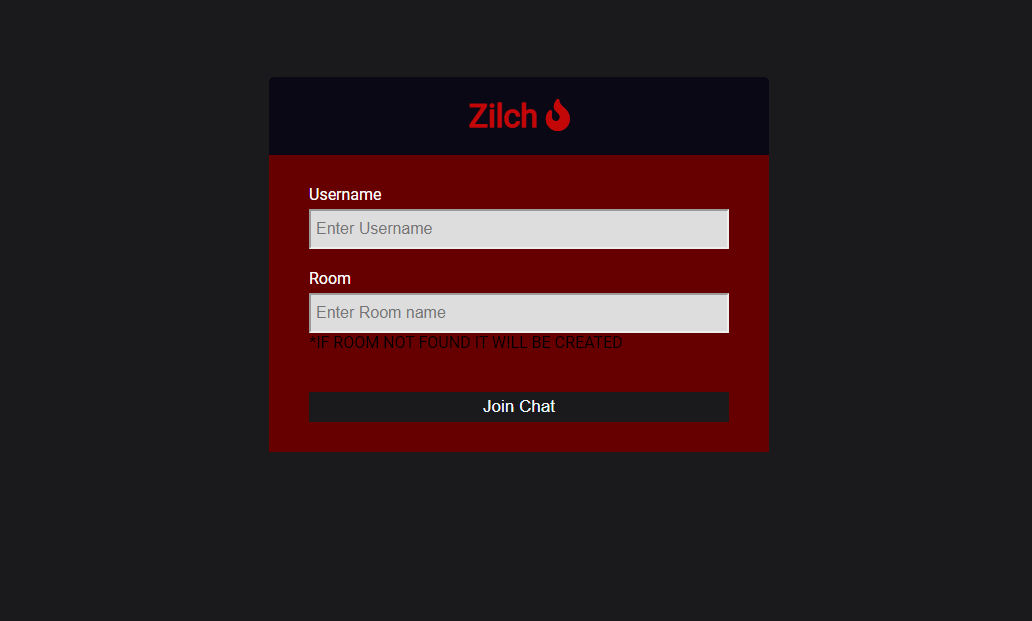 Zilch
Username
Enter Username
Room
Enter Room name
*IF ROOM NOT FOUND IT WILL BE CREATED
Join Chat